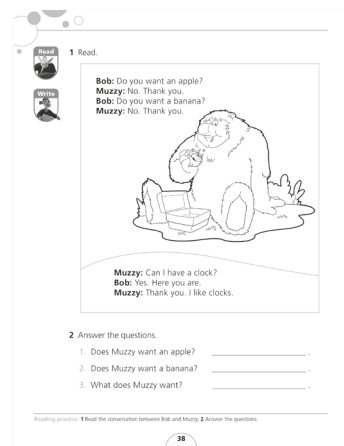 Read
1 Read.
Write
Bob: Do you want an apple?
Muzzy: No. Thank you.
Bob: Do you want a banana?
Muzzy: No. Thank you.
Muzzy: Can I have a clock?
Bob: Yes. Here you are.
Muzzy: Thank you. I like clocks.
2 Answer the questions.
1. Does Muzzy want an apple? .
2. Does Muzzy want a banana? .
3. What does Muzzy want? .
Reading practice 1 Read the conversation between Bob and Muzzy. 2 Answer the questions.
38